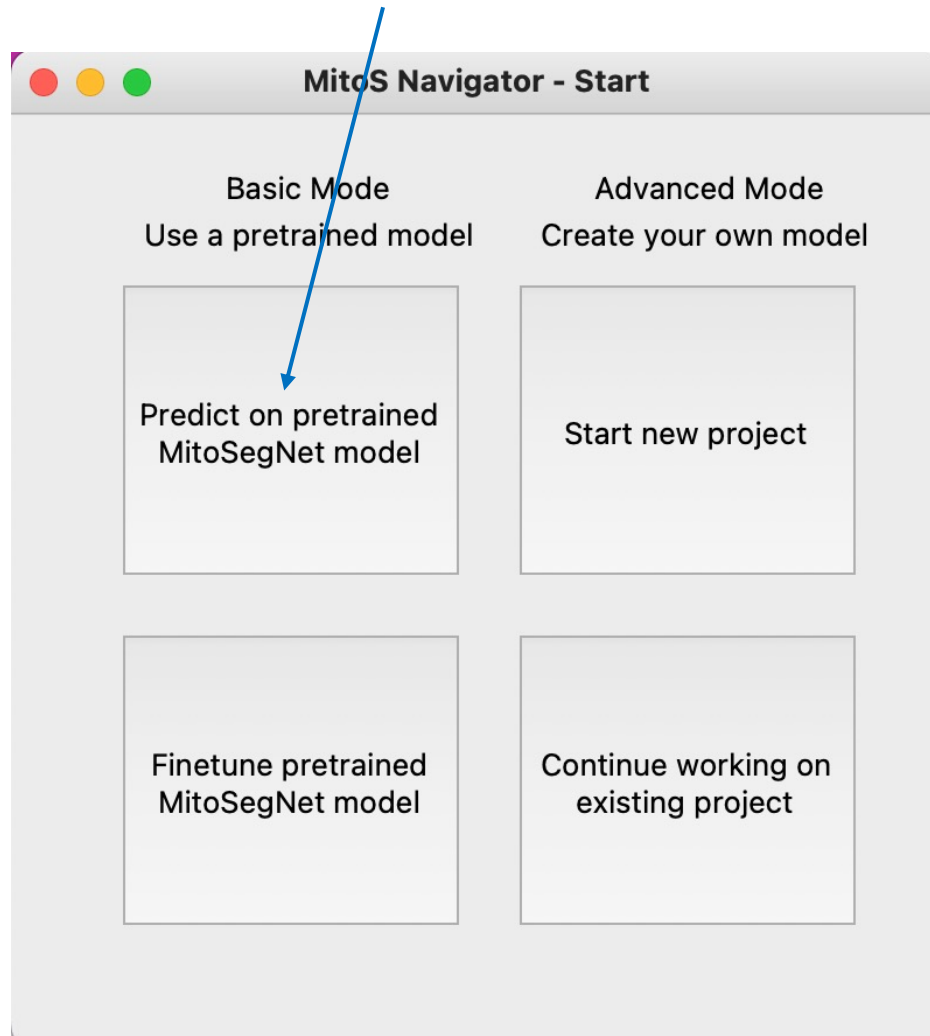 MitoS Navigator - Start
Basic Mode
Use a pretrained model
Advanced Mode
Create your own model
Predict on pretrained
MitoSegNet model
Start new project
Finetune pretrained
MitoSegNet model
Continue working on
existing project